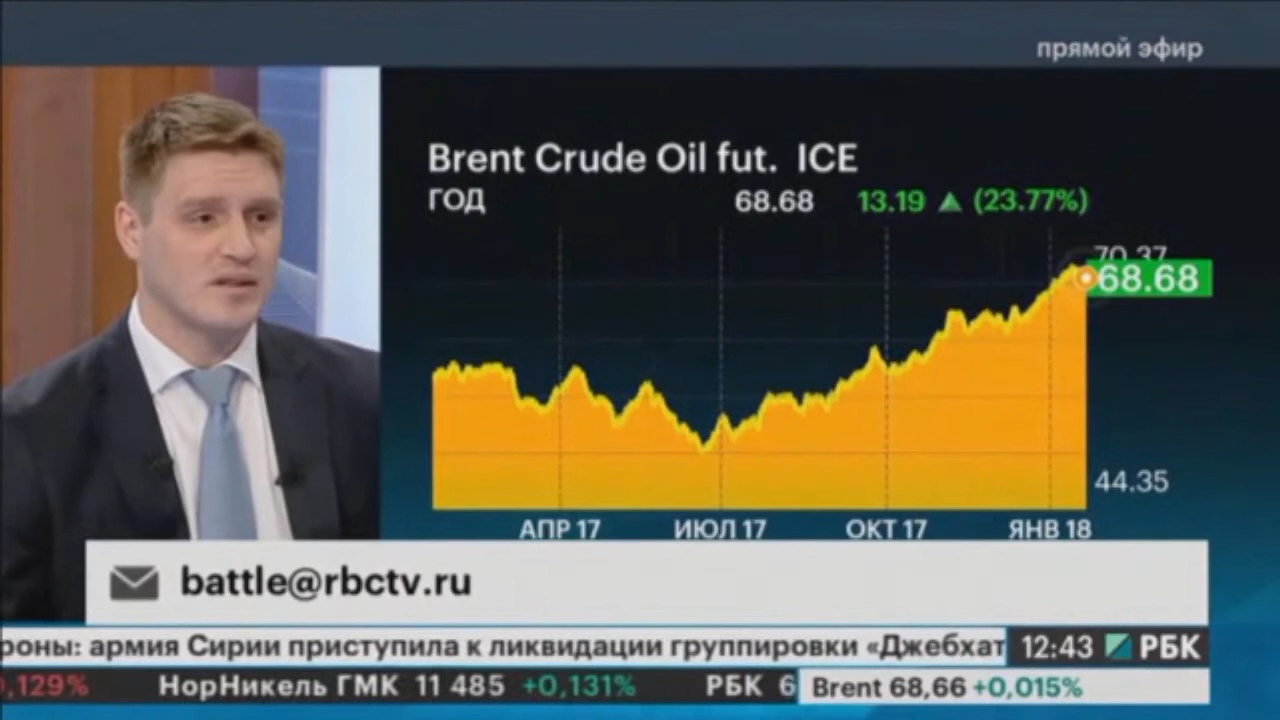 прямой эфир
Brent Crude Oil fut. ICE
ГОД 68.68 13.19 ▲ (23.77%)
70.37
68.68
44.35
АПР 17 ИЮЛ 17 ОКТ 17 ЯНВ 18
battle@rbctv.ru
роны: армия Сирии приступила к ликвидации группировки «Джебхат 12:43 РБК
,129% НорНикель ГМК 11 485 +0,131% РБК 6 Brent 68,66 +0,015%